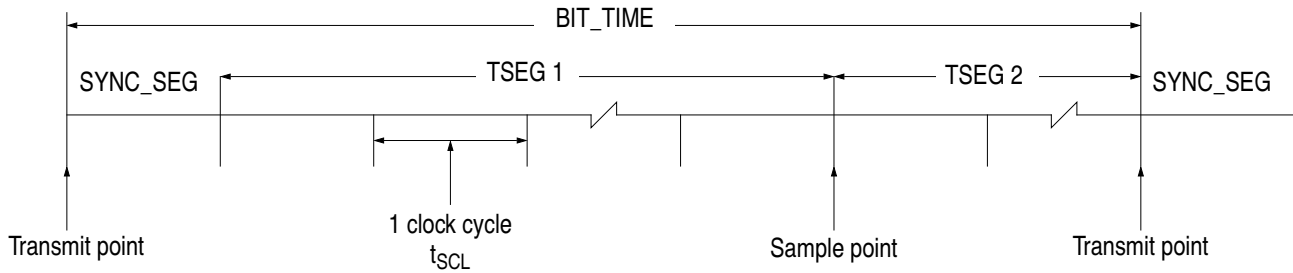 BIT_TIME
TSEG 1
TSEG 2
SYNC_SEG
SYNC_SEG
1 clock cycle
tSCL
Transmit point
Sample point
Transmit point